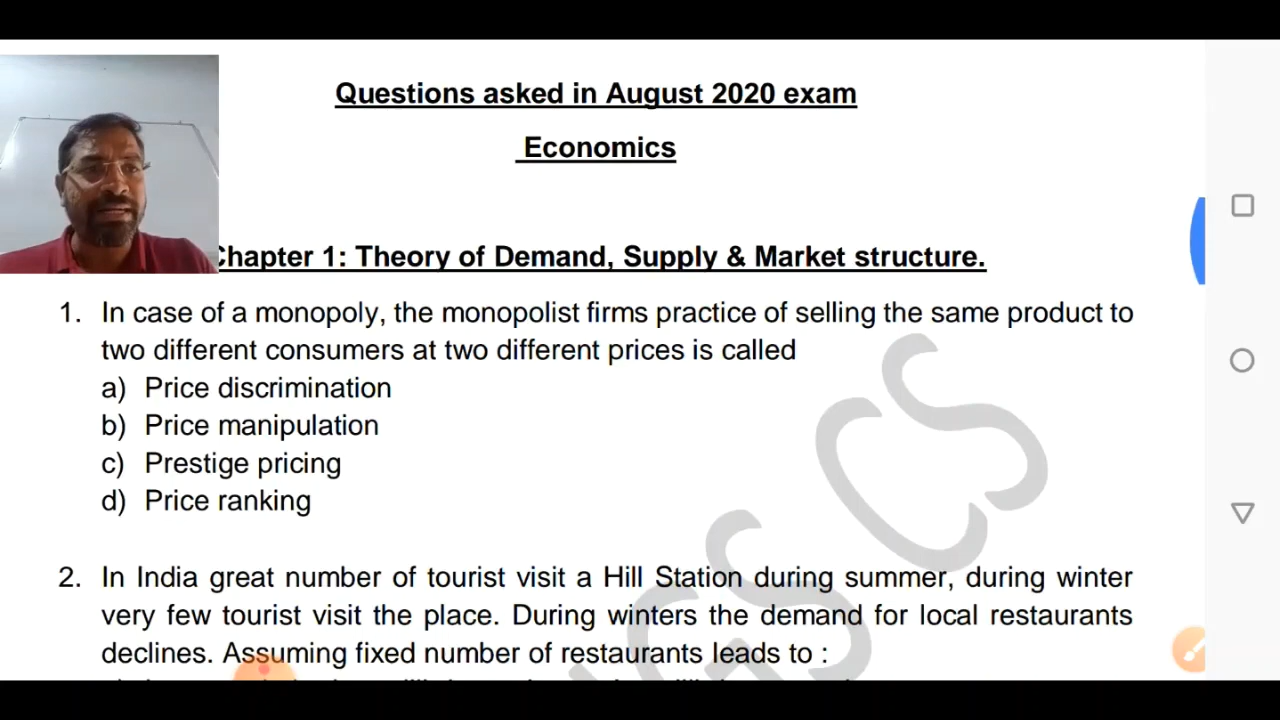 Questions asked in August 2020 exam
Economics
Chapter 1: Theory of Demand, Supply & Market structure.
1. In case of a monopoly, the monopolist firms practice of selling the same product to
two different consumers at two different prices is called
a) Price discrimination
b) Price manipulation
c) Prestige pricing
d) Price ranking
2. In India great number of tourist visit a Hill Station during summer, during winter
very few tourist visit the place. During winters the demand for local restaurants
declines. Assuming fixed number of restaurants leads to :
GS CS